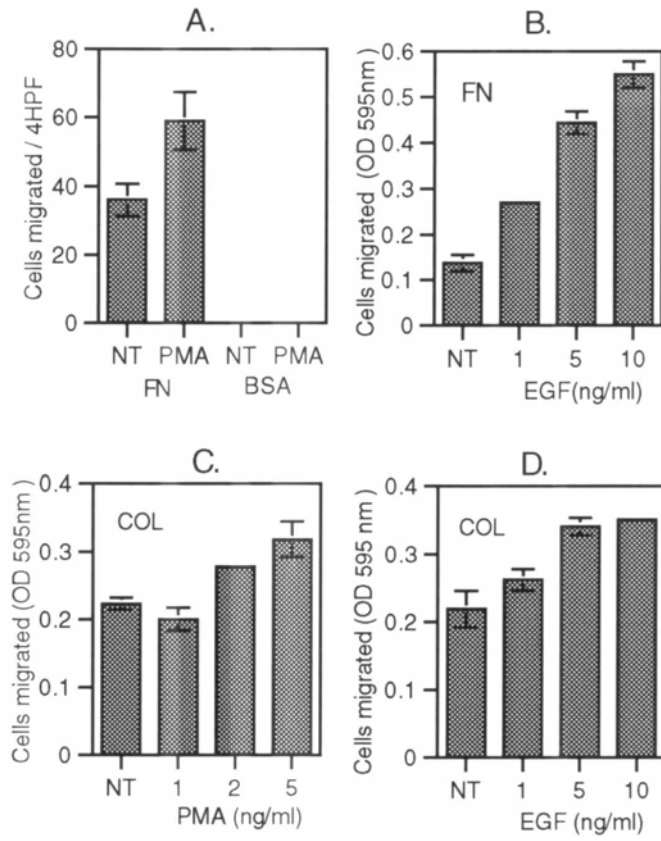 A.
Cells migrated / 4HPF
80
60
40
20
0
NT PMA NT PMA
FN BSA
B.
Cells migrated (OD 595nm)
0.6
0.5
0.4
0.3
0.2
0.1
0
FN
NT 1 5 10
EGF(ng/ml)
C.
Cells migrated (OD 595nm)
0.4
0.3
0.2
0.1
0
COL
NT 1 2 5
PMA (ng/ml)
D.
Cells migrated (OD 595 nm)
0.4
0.3
0.2
0.1
0
COL
NT 1 5 10
EGF (ng/ml)